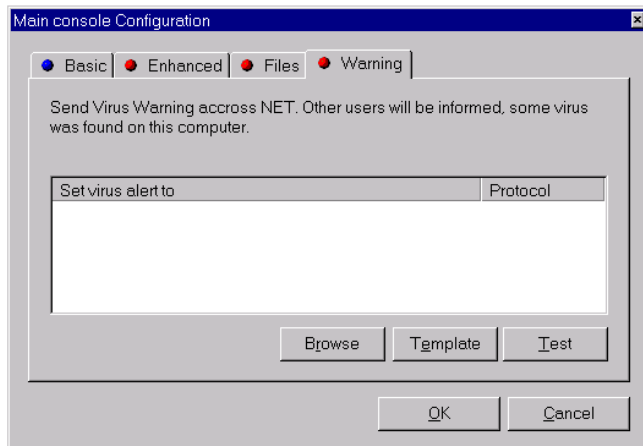 Main console Configuration
Basic Enhanced Files Warning
Send Virus Warning accross NET. Other users will be informed, some virus
was found on this computer.
Set virus alert to Protocol
Browse Template Test
OK Cancel